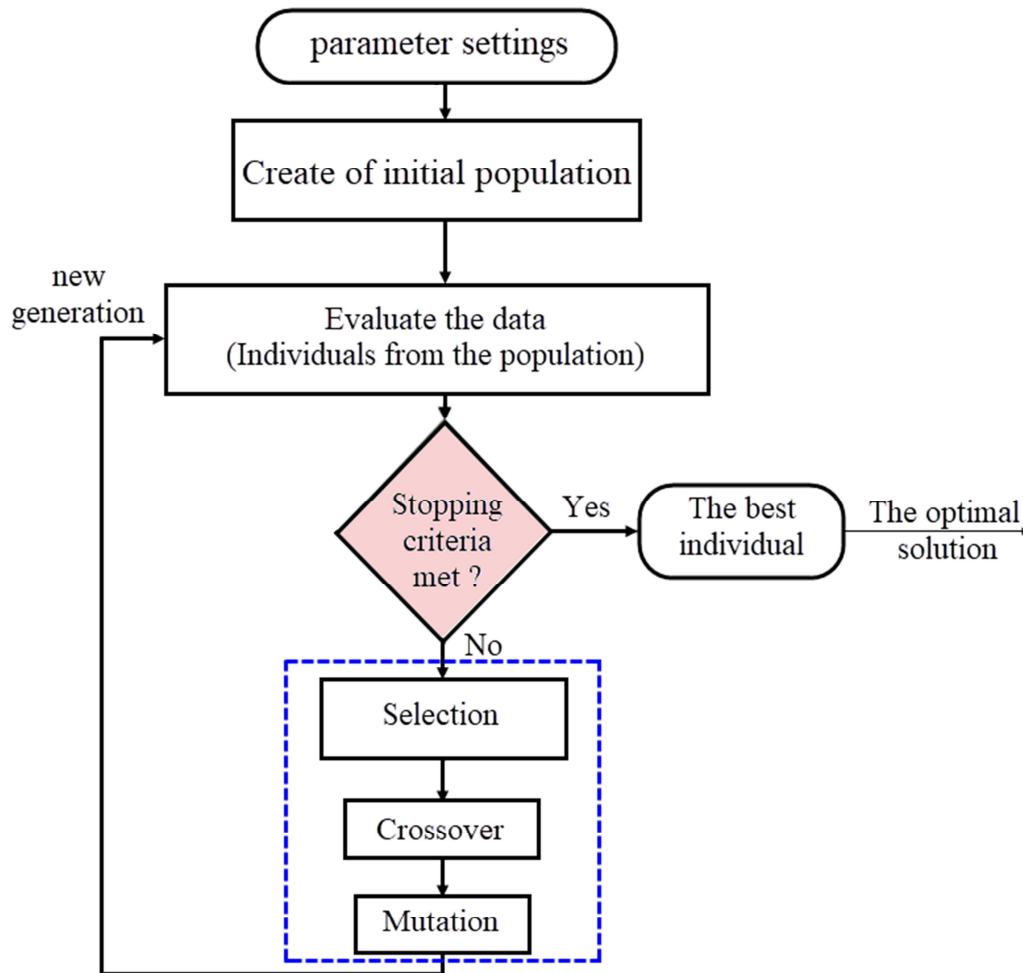 parameter settings
Create of initial population
new
generation
Evaluate the data
(Individuals from the population)
Stopping
criteria
met ?
Yes
The best
individual
The optimal
solution
No
Selection
Crossover
Mutation